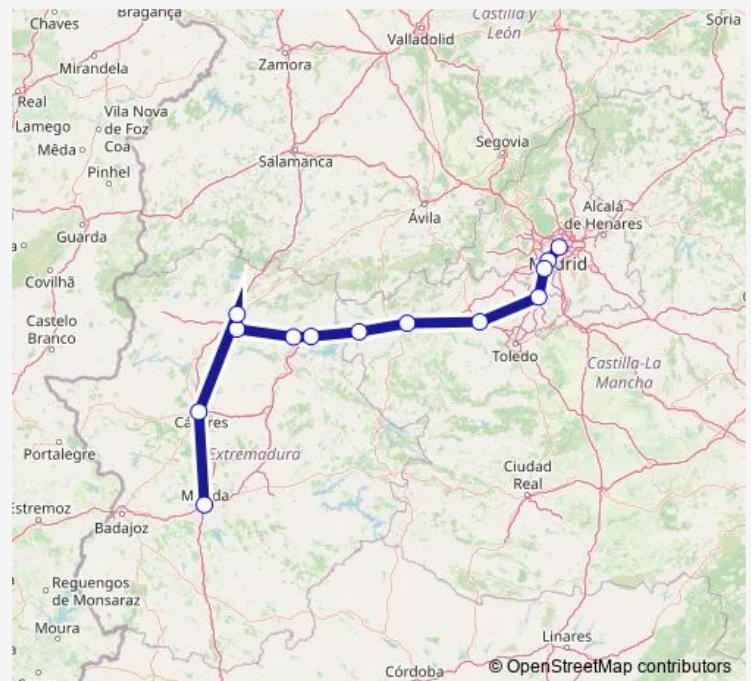 Chaves
Bragança
Castilla y
León
Soria
Mirandela
Zamora
Valladolid
Real
Lamego
Vila Nova
de Foz
Coa
Mêda
Pinhel
Salamanca
Segovia
Guarda
Ávila
Alcalá
de Henares
Covilhã
Castelo
Branco
Toledo
Castilla-La
Mancha
Portalegre
Extremadura
Ciudad
Real
Estremoz
Badajoz
Reguengos
de Monsaraz
Moura
Linares
Córdoba
© OpenStreetMap contributors